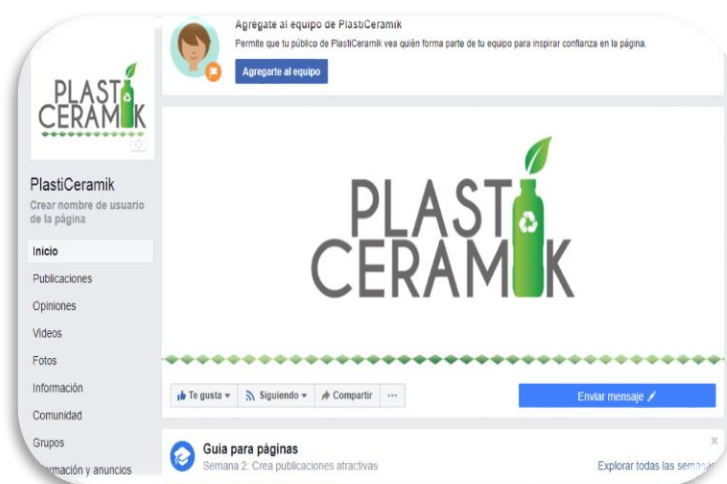 Agrégate al equipo de PlastiCeramik
Permite que tu público de PlastiCeramik vea quién forma parte de tu equipo para inspirar confianza en la página.
Agregarte al equipo
PLASTI
CERAMIK
PlastiCeramik
Crear nombre de usuario
de la página
Inicio
Publicaciones
Opiniones
Videos
Fotos
Información
Comunidad
Grupos
Información y anuncios
PLASTI
CERAMIK
Te gusta
Siguiendo
Compartir
Enviar mensaje
Guía para páginas
Semana 2: Crea publicaciones atractivas
Explorar todas las semanas